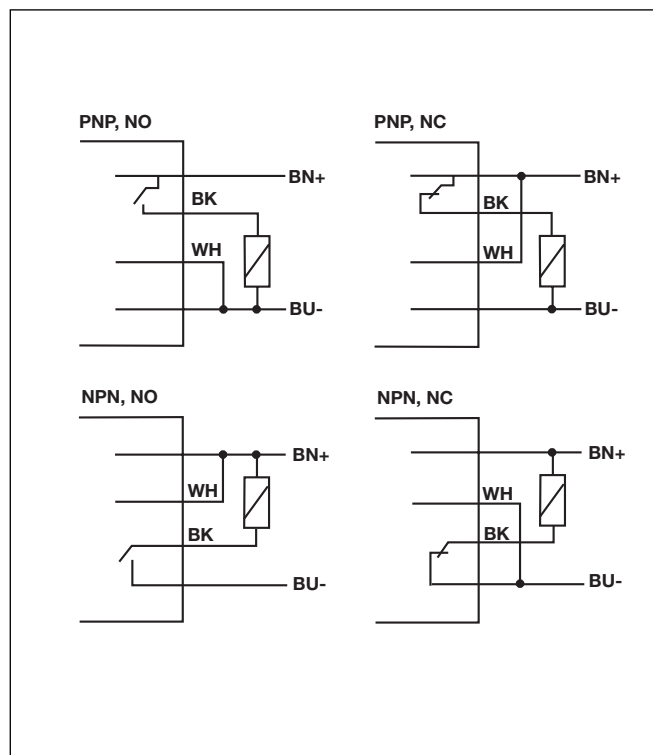 PNP, NO
BN+
BK
WH
BU-
PNP, NC
BN+
BK
WH
BU-
NPN, NO
BN+
WH
BK
BU-
NPN, NC
BN+
WH
BK
BU-